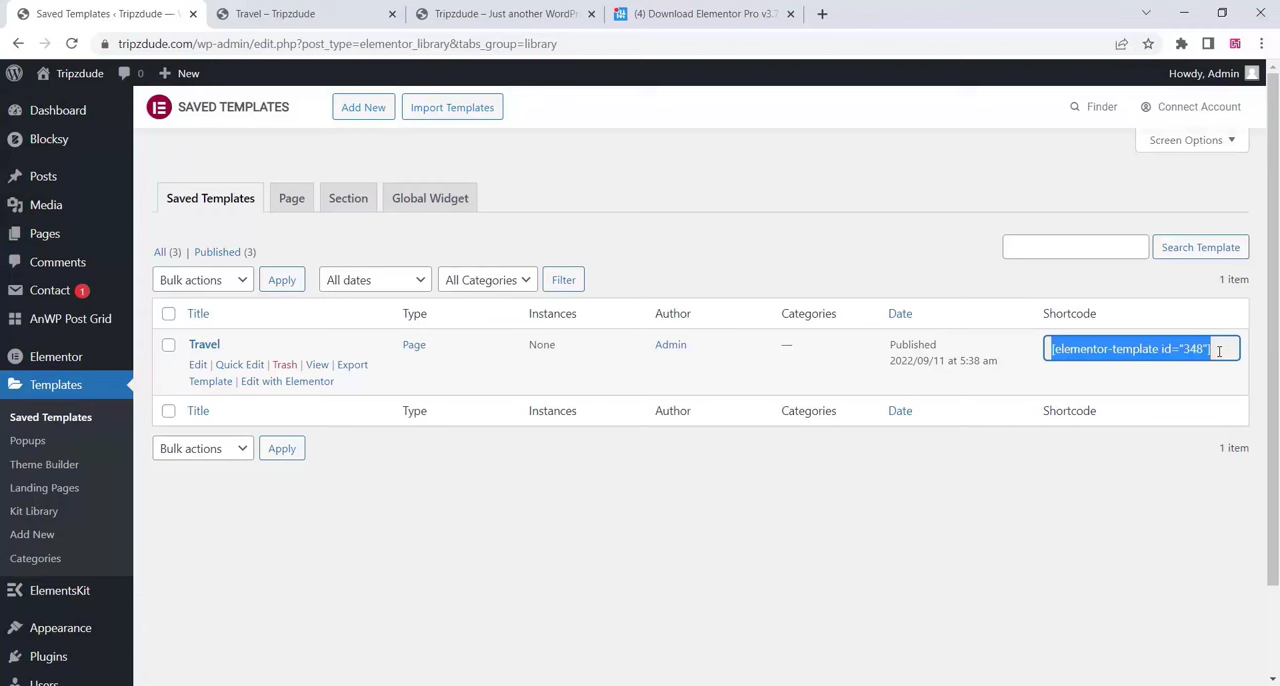 Saved Templates ‹ Tripzdude — 
Travel – Tripzdude
Tripzdude – Just another WordPr
(4) Download Elementor Pro v3.7
tripzdude.com/wp-admin/edit.php?post_type=elementor_library&tabs_group=library
Tripzdude 0 New Howdy, Admin
Dashboard
Blocksy
Posts
Media
Pages
Comments
Contact 1
AnWP Post Grid
Elementor
Templates
Saved Templates
Popups
Theme Builder
Landing Pages
Kit Library
Add New
Categories
ElementsKit
Appearance
Plugins
Users
SAVED TEMPLATES Add New Import Templates Finder Connect Account
Screen Options
Saved Templates Page Section Global Widget
All (3) | Published (3) Search Template
Bulk actions Apply All dates All Categories Filter 1 item
Title Type Instances Author Categories Date Shortcode
Travel Page None Admin — Published [elementor-template id="348"]
2022/09/11 at 5:38 am
Edit | Quick Edit | Trash | View | Export
Template | Edit with Elementor
Title Type Instances Author Categories Date Shortcode
Bulk actions Apply 1 item